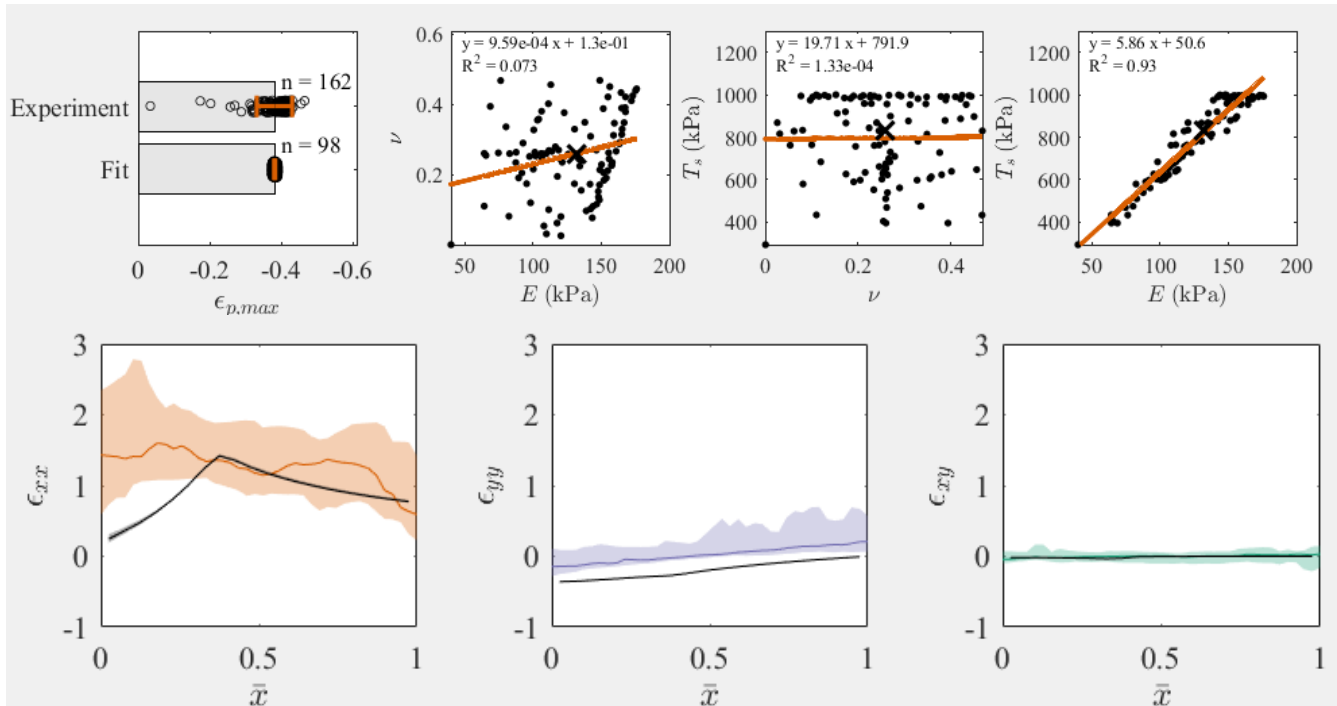 n = 162
Experiment
n = 98
Fit
0 -0.2 -0.4 -0.6
ϵp,max
y = 9.59e-04 x + 1.3e-01
R² = 0.073
0.6
0.4
0.2
ν
50 100 150 200
E (kPa)
y = 19.71 x + 791.9
R² = 1.33e-04
1200
1000
800
600
400
Ts (kPa)
0 0.2 0.4
ν
y = 5.86 x + 50.6
R² = 0.93
1200
1000
800
600
400
Ts (kPa)
50 100 150 200
E (kPa)
3
2
1
0
-1
ϵxx
0 0.5 1
x̄
3
2
1
0
-1
ϵyy
0 0.5 1
x̄
3
2
1
0
-1
ϵxy
0 0.5 1
x̄